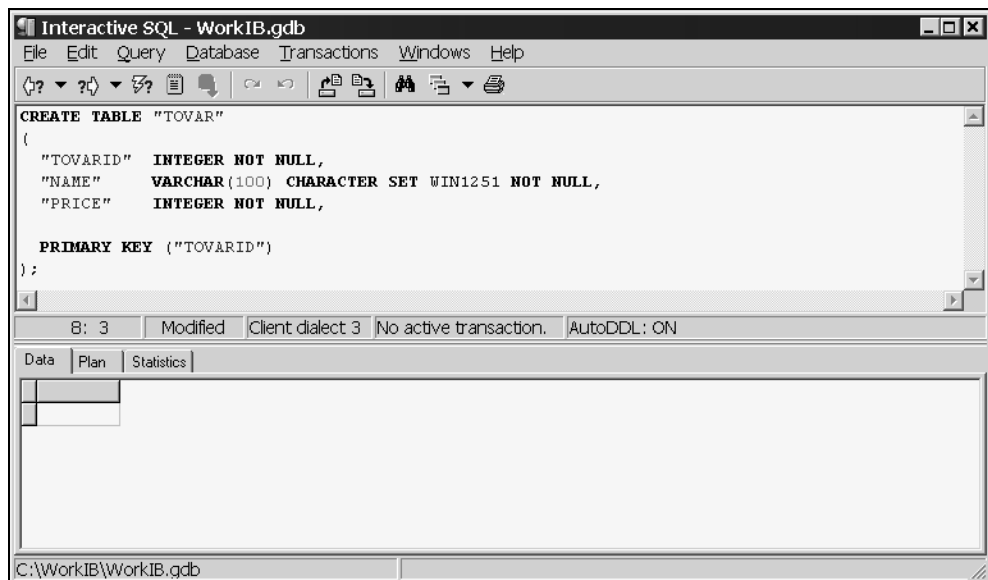 Interactive SQL - WorkIB.gdb
File Edit Query Database Transactions Windows Help
CREATE TABLE "TOVAR"
(
"TOVARID" INTEGER NOT NULL,
"NAME" VARCHAR(100) CHARACTER SET WIN1251 NOT NULL,
"PRICE" INTEGER NOT NULL,
PRIMARY KEY ("TOVARID")
);
8: 3 Modified Client dialect 3 No active transaction. AutoDDL: ON
Data Plan Statistics
C:\WorkIB\WorkIB.gdb